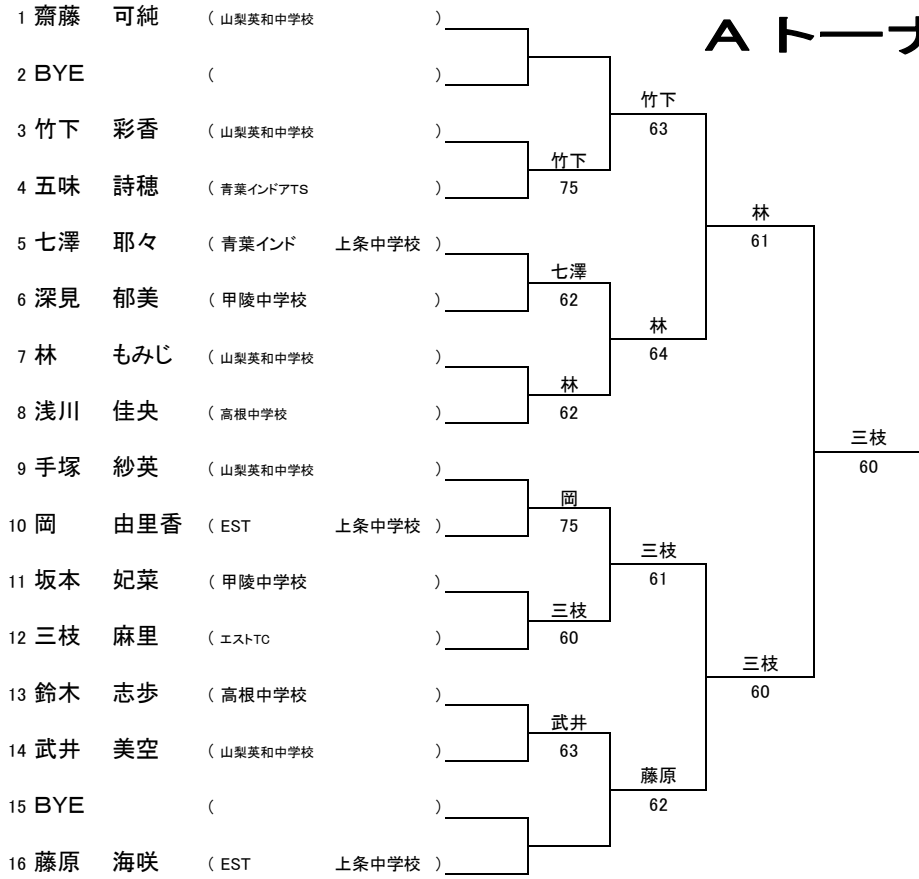 A トーナ
1 齋藤 可純 ( 山梨英和中学校 )
2 BYE ( )
竹下
63
3 竹下 彩香 ( 山梨英和中学校 )
竹下
75
4 五味 詩穂 ( 青葉インドアTS )
林
61
5 七澤 耶々 ( 青葉インド 上条中学校 )
七澤
62
6 深見 郁美 ( 甲陵中学校 )
林
64
7 林 もみじ ( 山梨英和中学校 )
林
62
8 浅川 佳央 ( 高根中学校 )
三枝
60
9 手塚 紗英 ( 山梨英和中学校 )
岡
75
10 岡 由里香 ( EST 上条中学校 )
三枝
61
11 坂本 妃菜 ( 甲陵中学校 )
三枝
60
12 三枝 麻里 ( エストTC )
三枝
60
13 鈴木 志歩 ( 高根中学校 )
武井
63
14 武井 美空 ( 山梨英和中学校 )
藤原
62
15 BYE ( )
16 藤原 海咲 ( EST 上条中学校 )